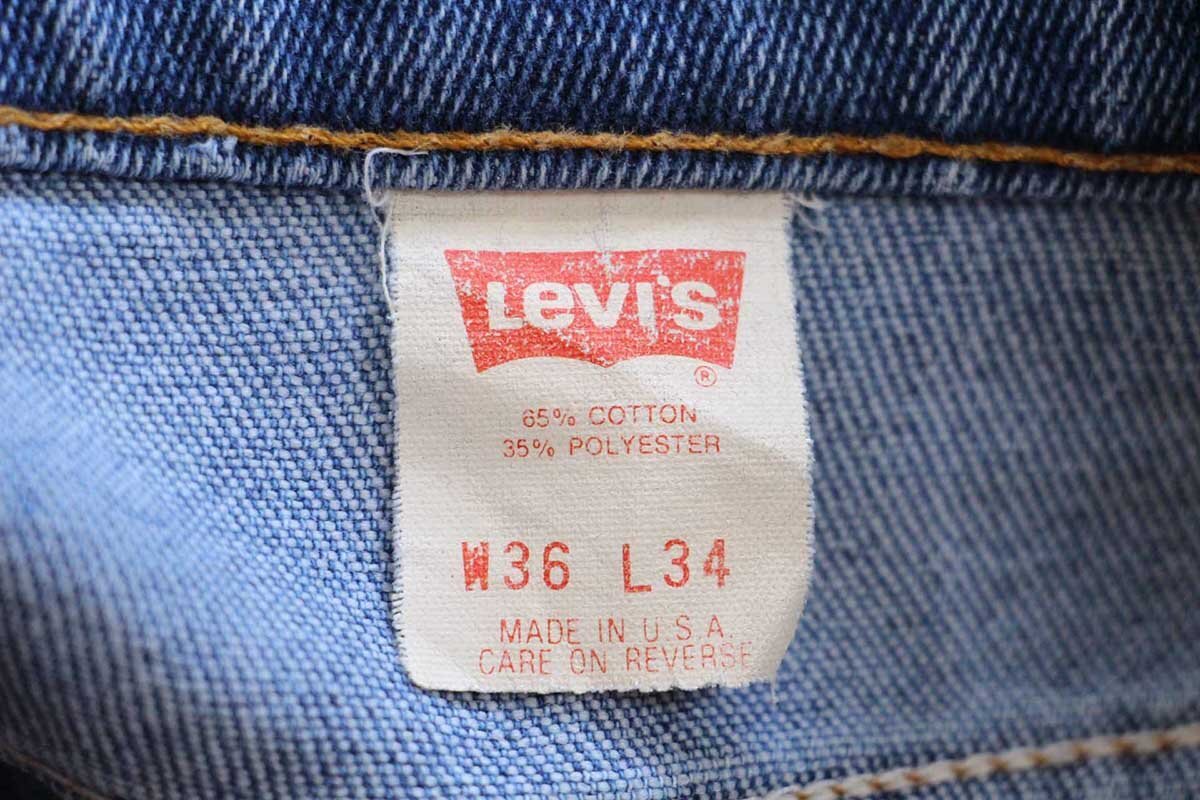 Levi's
®
65% COTTON
35% POLYESTER
W36 L34
MADE IN U S A.
CARE ON REVERSE